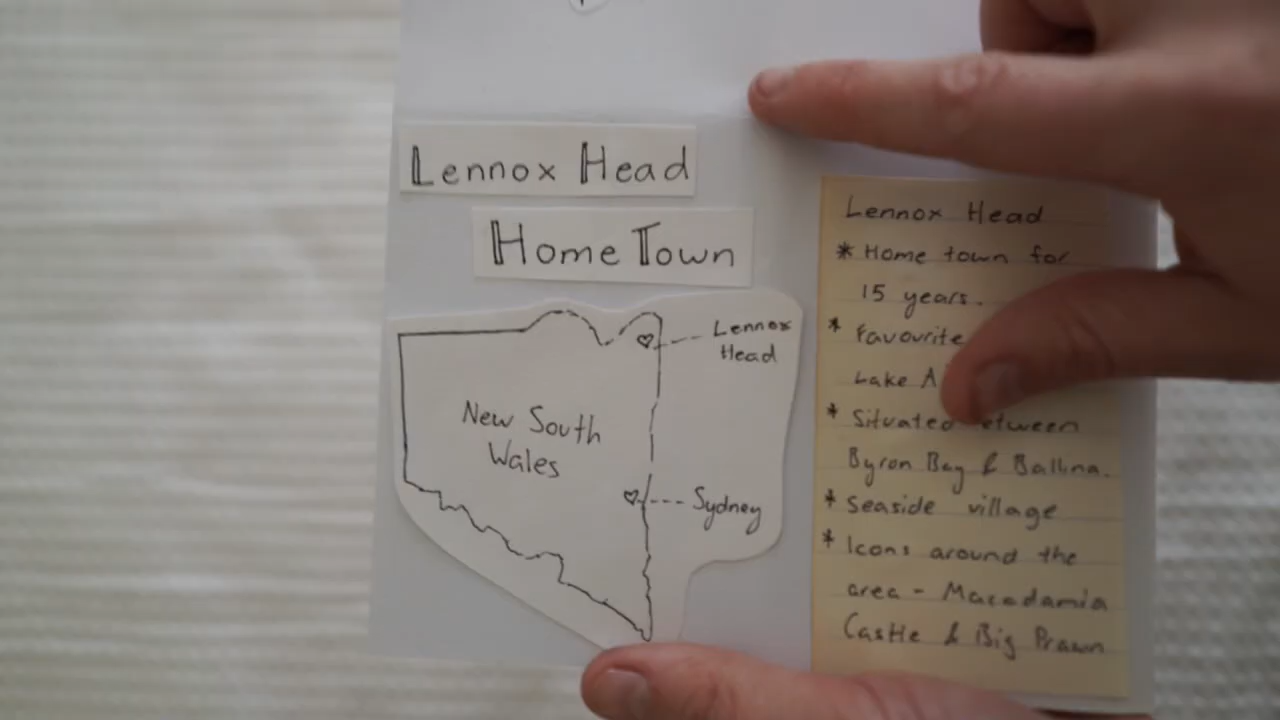 Lennox Head
Home Town
Lennox
Head
New South
Wales
Sydney
Lennox Head
* Home town for
15 years.
* Favourite
Lake A
* Situated between
Byron Bay & Ballina.
* Seaside village
* Icons around the
area - Macadamia
Castle & Big Prawn